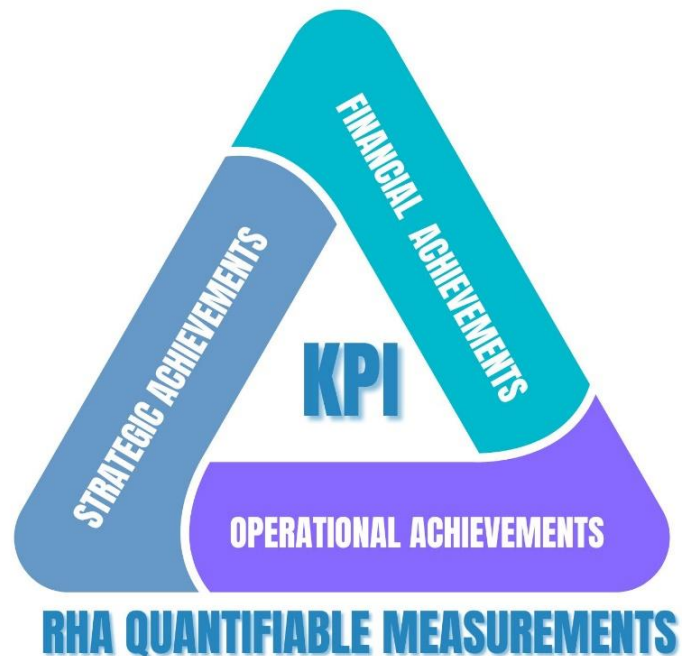 FINANCIAL ACHIEVEMENTS
STRATEGIC ACHIEVEMENTS
KPI
OPERATIONAL ACHIEVEMENTS
RHA QUANTIFIABLE MEASUREMENTS